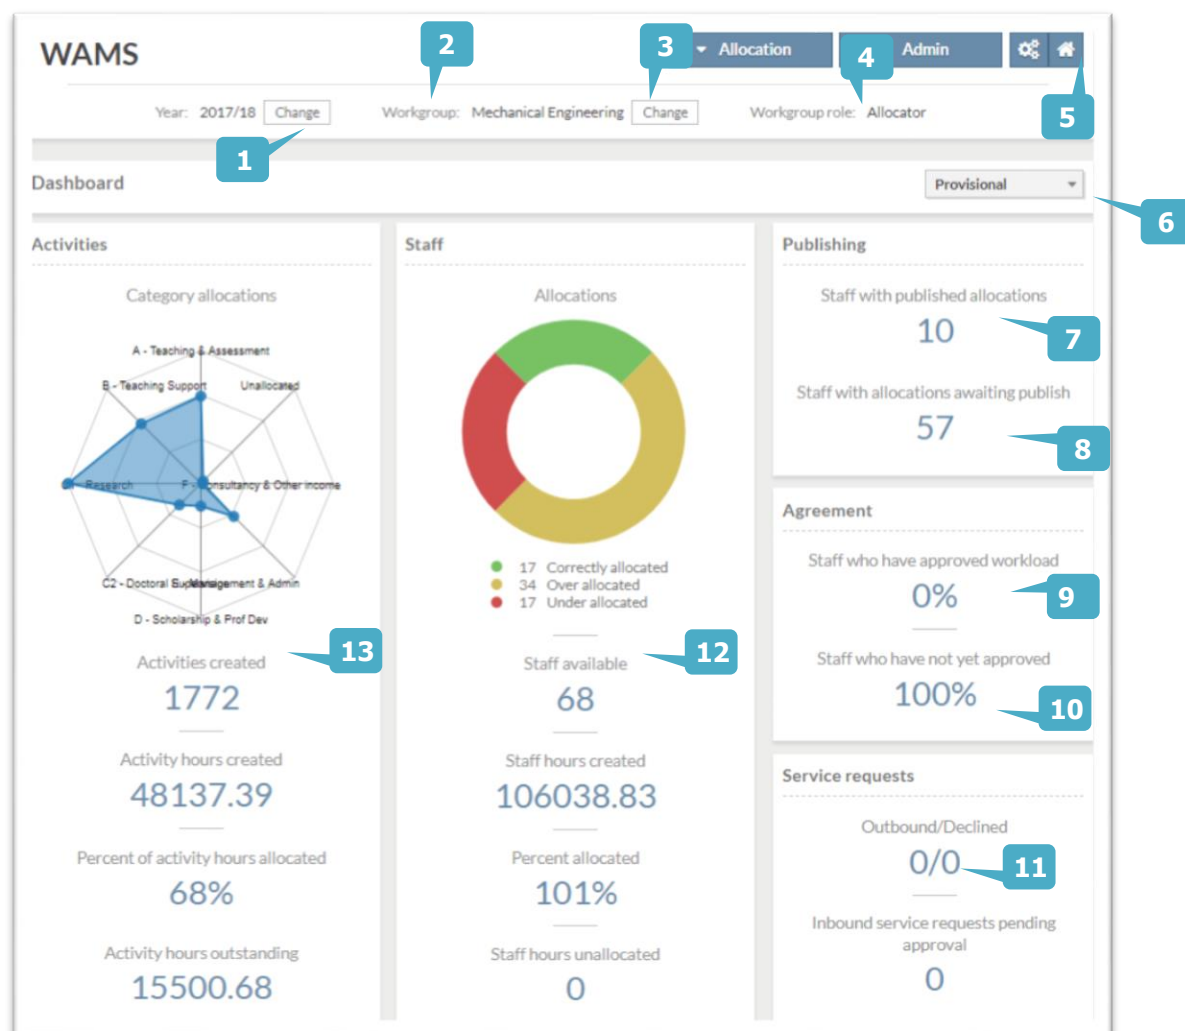 WAMS
2
3
Allocation
4
Admin
5
Year: 2017/18 Change
Workgroup: Mechanical Engineering Change
Workgroup role: Allocator
1
Dashboard
Provisional
6
Activities
Category allocations
A - Teaching & Assessment
B - Teaching Support
Unallocated
Research
F - Consultancy & Other income
C2 - Doctoral
Management & Admin
D - Scholarship & Prof Dev
13
Activities created
1772
Activity hours created
48137.39
Percent of activity hours allocated
68%
Activity hours outstanding
15500.68
Staff
Allocations
17 Correctly allocated
34 Over allocated
17 Under allocated
12
Staff available
68
Staff hours created
106038.83
Percent allocated
101%
Staff hours unallocated
0
Publishing
Staff with published allocations
10
7
Staff with allocations awaiting publish
57
8
Agreement
Staff who have approved workload
0%
9
Staff who have not yet approved
100%
10
Service requests
Outbound/Declined
0/0
11
Inbound service requests pending
approval
0